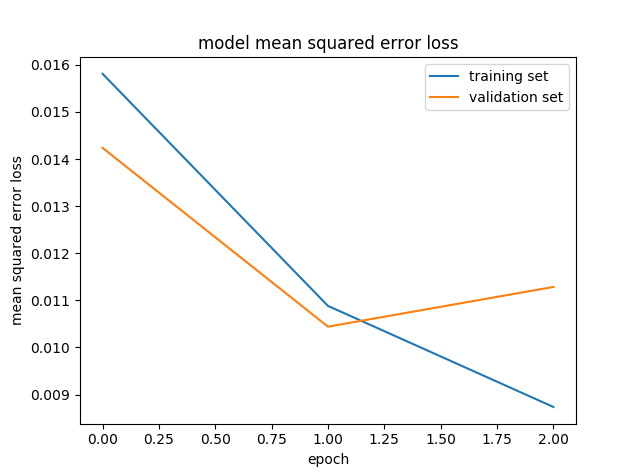 model mean squared error loss
training set
validation set
0.016
0.015
0.014
0.013
0.012
0.011
0.010
0.009
mean squared error loss
0.00 0.25 0.50 0.75 1.00 1.25 1.50 1.75 2.00
epoch